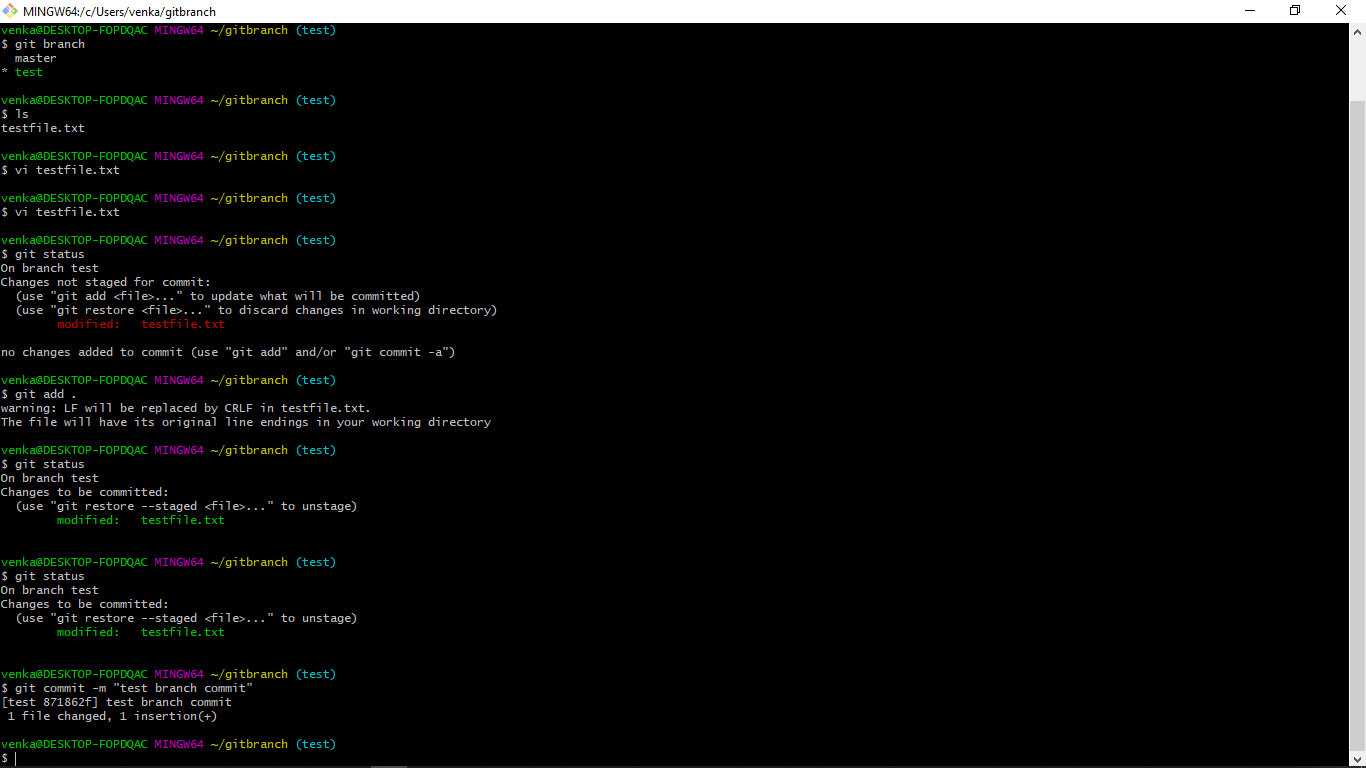 MINGW64:/c/Users/venka/gitbranch
venka@DESKTOP-FOPDQAC MINGW64 ~/gitbranch (test)
$ git branch
  master
* test
venka@DESKTOP-FOPDQAC MINGW64 ~/gitbranch (test)
$ ls
testfile.txt
venka@DESKTOP-FOPDQAC MINGW64 ~/gitbranch (test)
$ vi testfile.txt
venka@DESKTOP-FOPDQAC MINGW64 ~/gitbranch (test)
$ vi testfile.txt
venka@DESKTOP-FOPDQAC MINGW64 ~/gitbranch (test)
$ git status
On branch test
Changes not staged for commit:
  (use "git add <file>..." to update what will be committed)
  (use "git restore <file>..." to discard changes in working directory)
        modified:   testfile.txt
no changes added to commit (use "git add" and/or "git commit -a")
venka@DESKTOP-FOPDQAC MINGW64 ~/gitbranch (test)
$ git add .
warning: LF will be replaced by CRLF in testfile.txt.
The file will have its original line endings in your working directory
venka@DESKTOP-FOPDQAC MINGW64 ~/gitbranch (test)
$ git status
On branch test
Changes to be committed:
  (use "git restore --staged <file>..." to unstage)
        modified:   testfile.txt
venka@DESKTOP-FOPDQAC MINGW64 ~/gitbranch (test)
$ git status
On branch test
Changes to be committed:
  (use "git restore --staged <file>..." to unstage)
        modified:   testfile.txt
venka@DESKTOP-FOPDQAC MINGW64 ~/gitbranch (test)
$ git commit -m "test branch commit"
[test 871862f] test branch commit
 1 file changed, 1 insertion(+)
venka@DESKTOP-FOPDQAC MINGW64 ~/gitbranch (test)
$